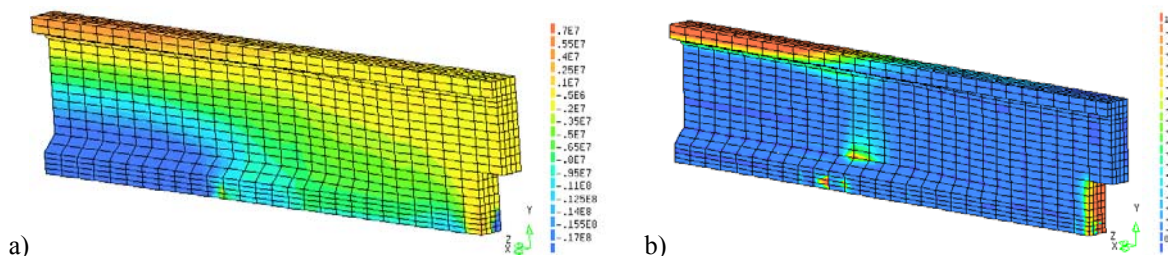 .7E7
.55E7
.4E7
.25E7
.1E7
-.5E6
-.2E7
-.35E7
-.5E7
-.65E7
-.8E7
-.95E7
-.11E8
-.125E8
-.14E8
-.155E8
-.17E8
Y
Z
X
a)
Y
Z
X
b)